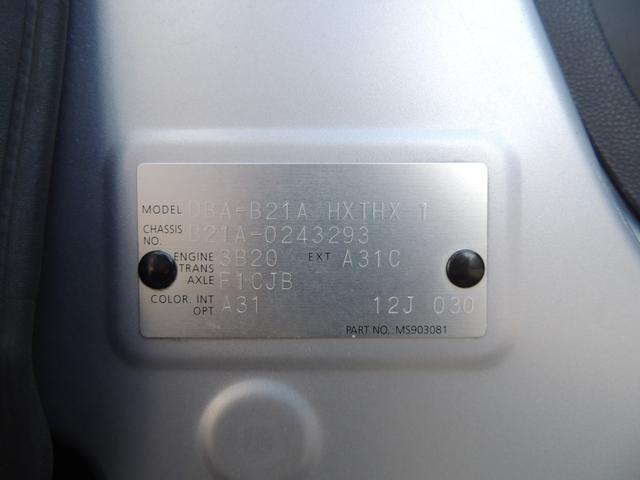 MODEL DBA-B21A HXTHX 1
CHASSIS NO. B21A-0243293
ENGINE SB20 EXT A31C
TRANS AXLE F1CJB
COLOR. INT OPT A31 12J 030
PART NO.:MS903081